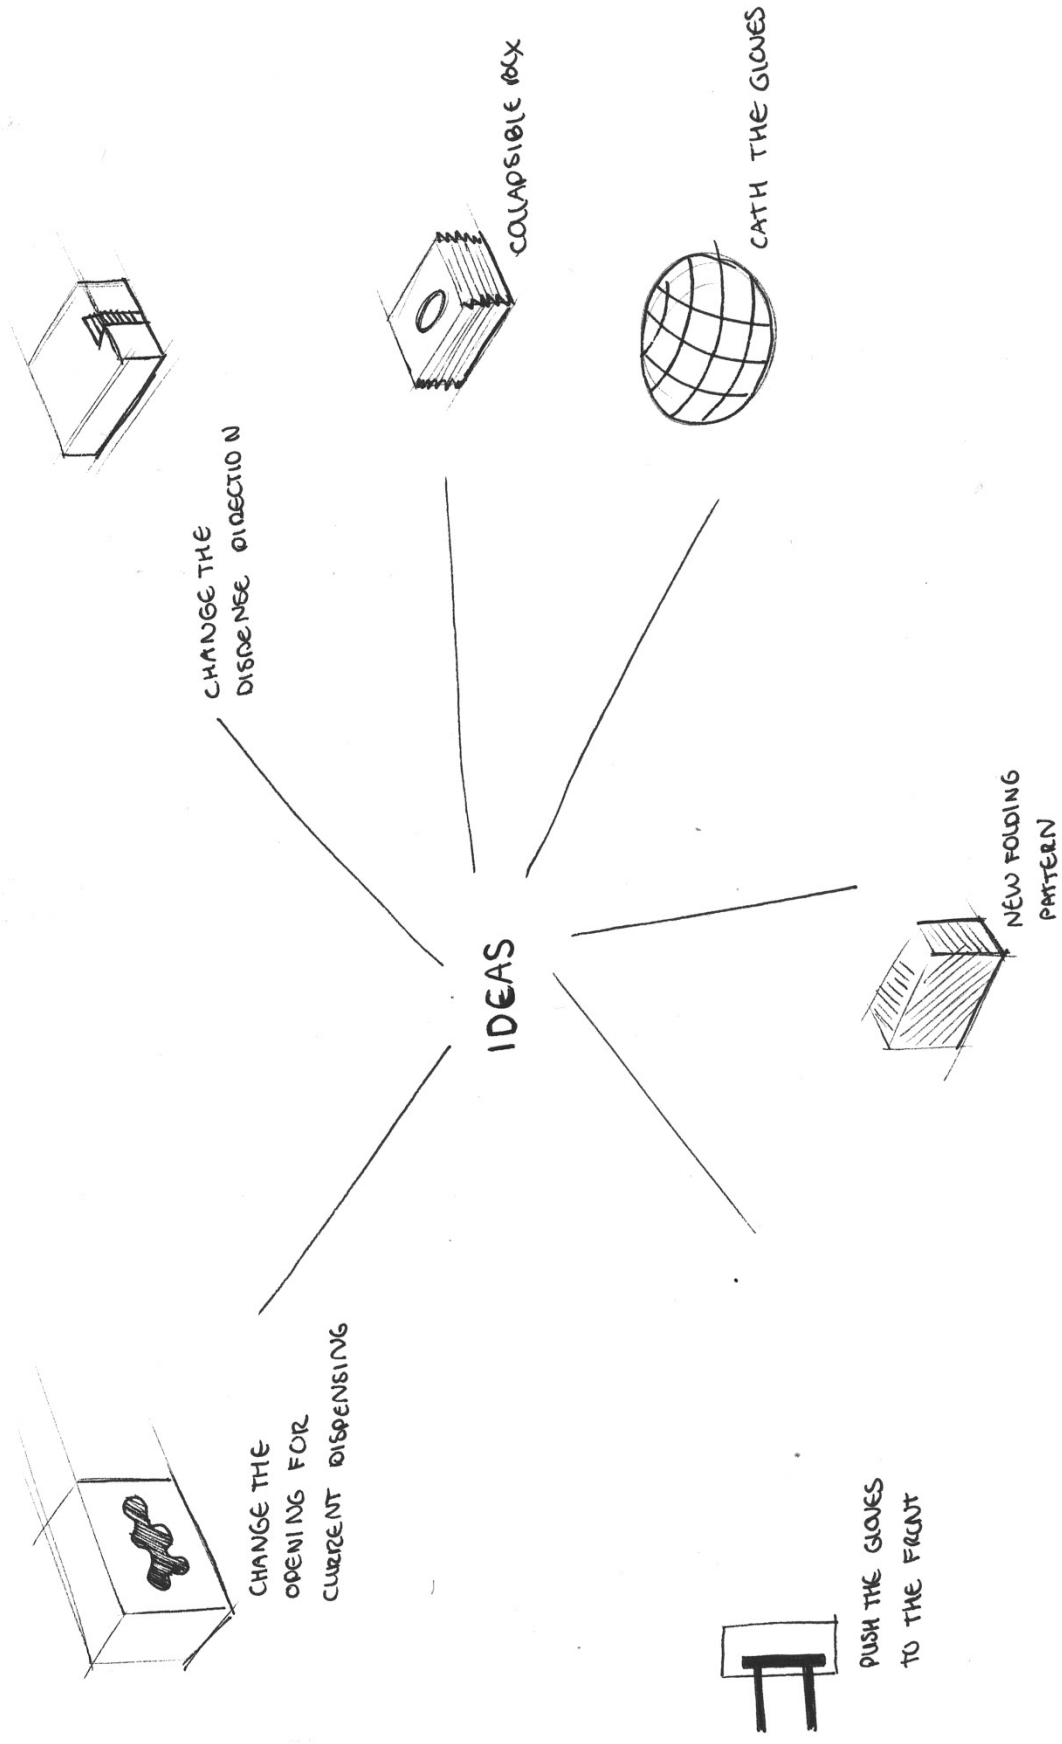 CHANGE THE
OPENING FOR
CURRENT DISPENSING
CHANGE THE
DISPENSE DIRECTION
COLLAPSIBLE BOX
CATH THE GLOVES
IDEAS
NEW FOLDING
PATTERN
PUSH THE GLOVES
TO THE FRONT